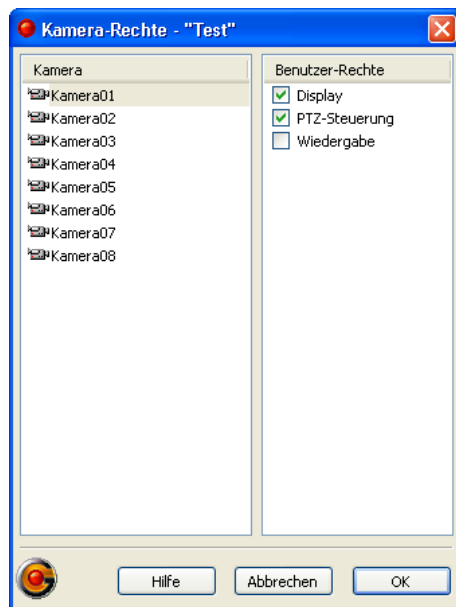 Kamera-Rechte - "Test"
Kamera
Kamera01
Kamera02
Kamera03
Kamera04
Kamera05
Kamera06
Kamera07
Kamera08
Benutzer-Rechte
Display
PTZ-Steuerung
Wiedergabe
Hilfe
Abbrechen
OK